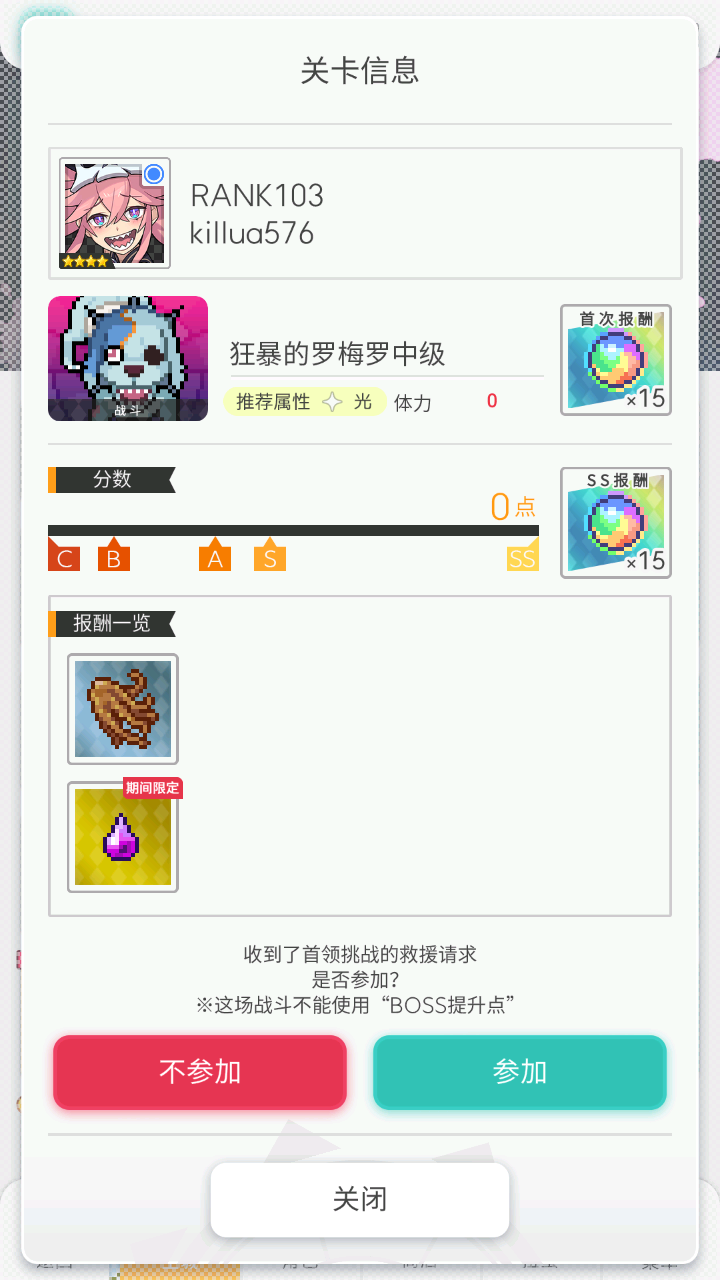 关卡信息
RANK103
killua576
首次报酬
×15
狂暴的罗梅罗中级
战斗
推荐属性 光 体力 0
分数
SS报酬
0点
C B A S SS
×15
报酬一览
期间限定
收到了首领挑战的救援请求
是否参加?
※这场战斗不能使用“BOSS提升点”
不参加 参加
关闭